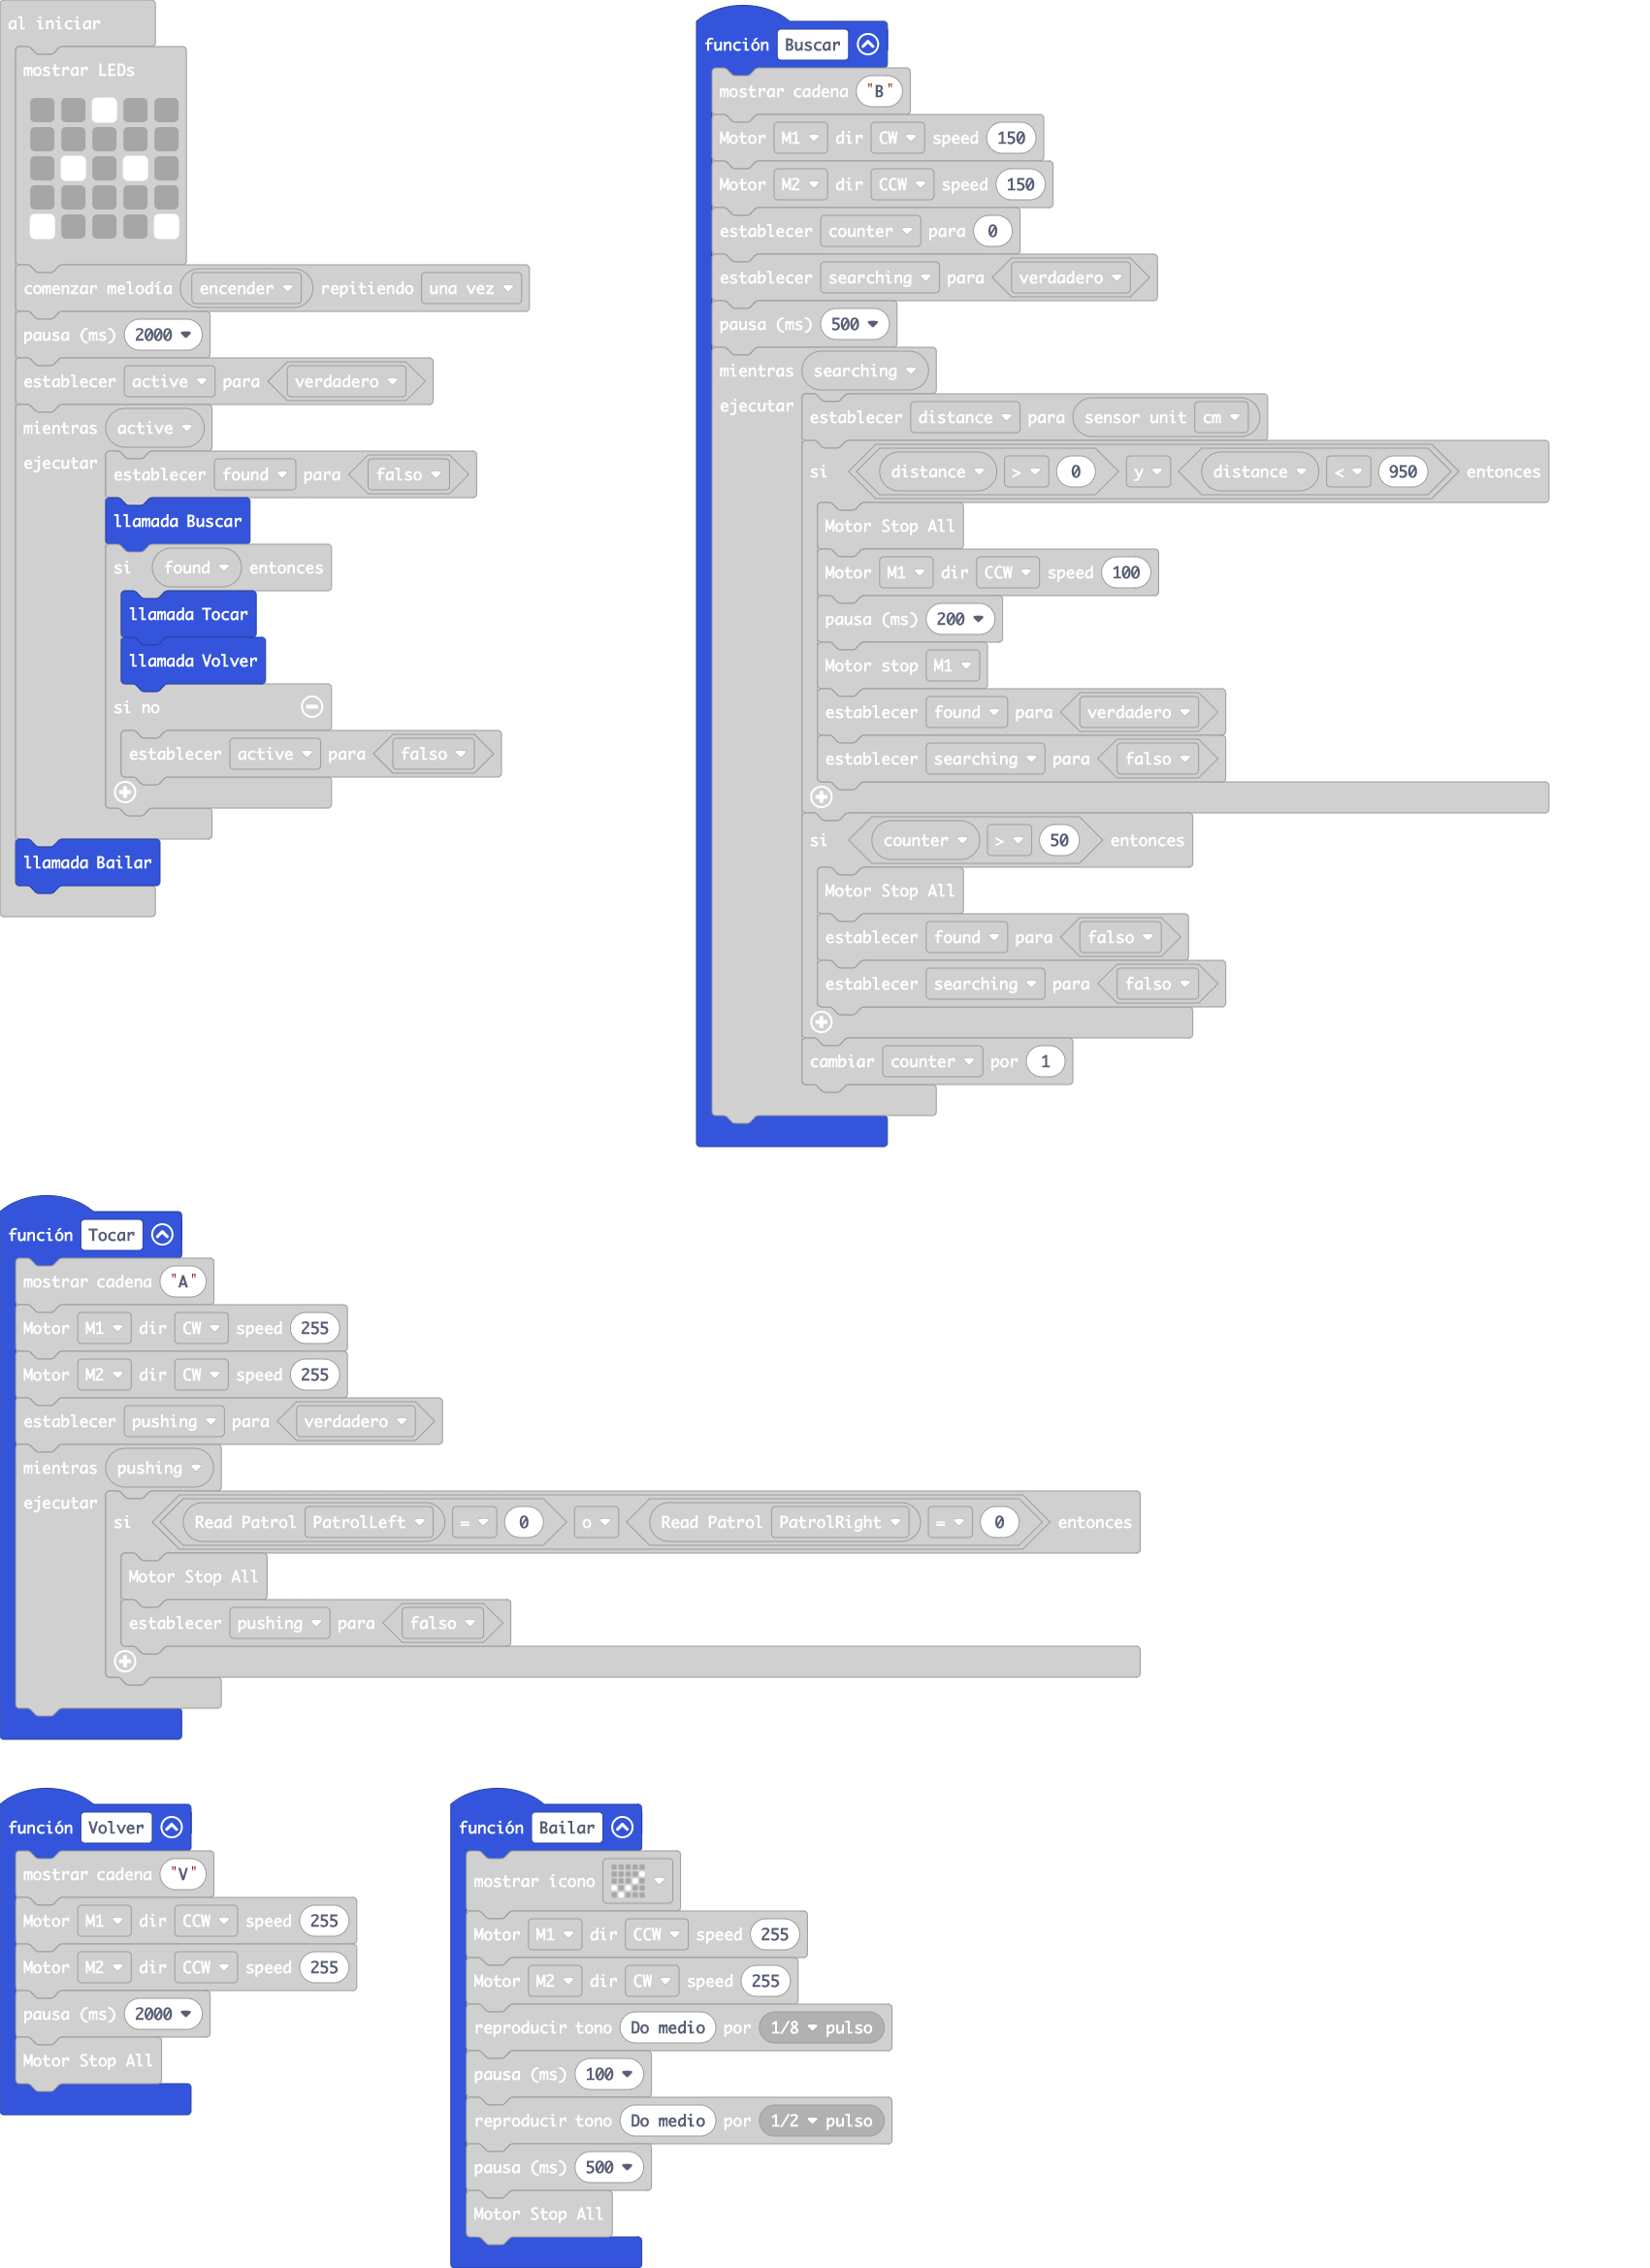 al iniciar
mostrar LEDs
comenzar melodía encender repitiendo una vez
pausa (ms) 2000
establecer active para verdadero
mientras active
ejecutar
establecer found para falso
llamada Buscar
si found entonces
llamada Tocar
llamada Volver
si no
establecer active para falso
llamada Bailar
función Buscar
mostrar cadena "B"
Motor M1 dir CW speed 150
Motor M2 dir CCW speed 150
establecer counter para 0
establecer searching para verdadero
pausa (ms) 500
mientras searching
ejecutar
establecer distance para sensor unit cm
si distance > 0 y distance < 950 entonces
Motor Stop All
Motor M1 dir CCW speed 100
pausa (ms) 200
Motor stop M1
establecer found para verdadero
establecer searching para falso
si counter > 50 entonces
Motor Stop All
establecer found para falso
establecer searching para falso
cambiar counter por 1
función Tocar
mostrar cadena "A"
Motor M1 dir CW speed 255
Motor M2 dir CW speed 255
establecer pushing para verdadero
mientras pushing
ejecutar
si Read Patrol PatrolLeft = 0 o Read Patrol PatrolRight = 0 entonces
Motor Stop All
establecer pushing para falso
función Volver
mostrar cadena "V"
Motor M1 dir CCW speed 255
Motor M2 dir CCW speed 255
pausa (ms) 2000
Motor Stop All
función Bailar
mostrar ícono
Motor M1 dir CCW speed 255
Motor M2 dir CW speed 255
reproducir tono Do medio por 1/8 pulso
pausa (ms) 100
reproducir tono Do medio por 1/2 pulso
pausa (ms) 500
Motor Stop All